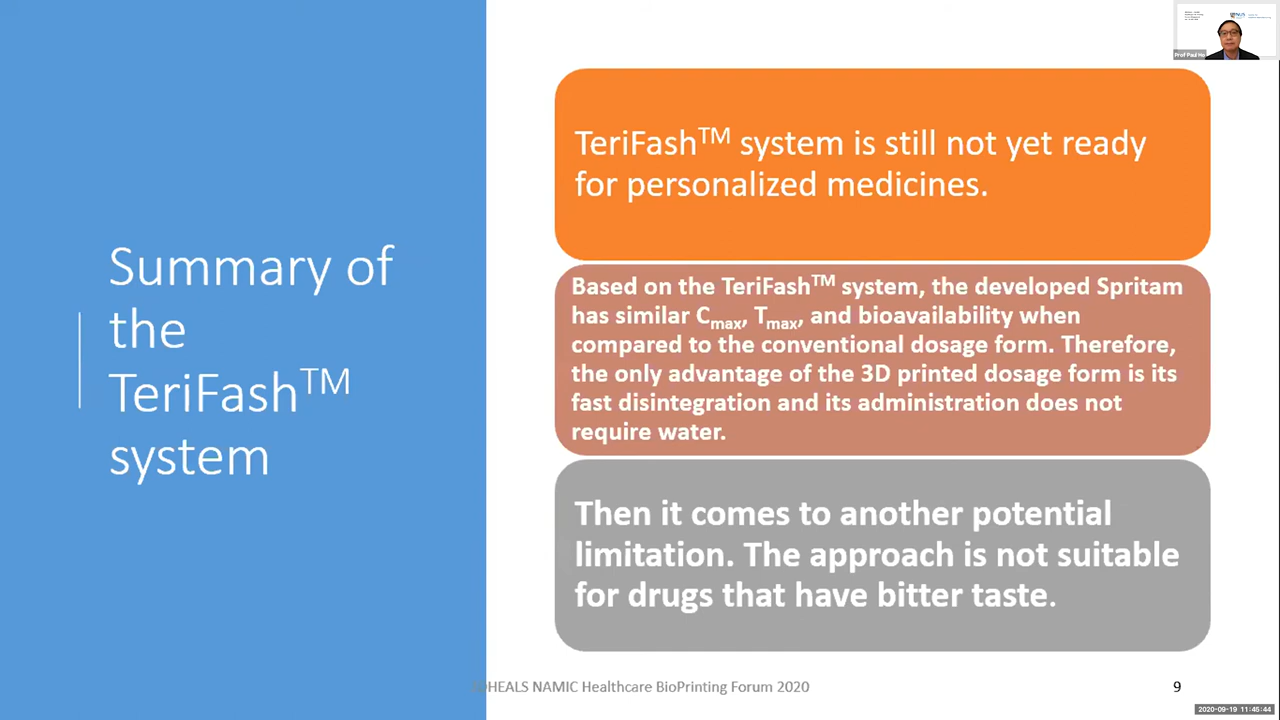 Summary of
the
TeriFash™
system
TeriFash™ system is still not yet ready
for personalized medicines.
Based on the TeriFash™ system, the developed Spritam
has similar Cmax, Tmax, and bioavailability when
compared to the conventional dosage form. Therefore,
the only advantage of the 3D printed dosage form is its
fast disintegration and its administration does not
require water.
Then it comes to another potential
limitation. The approach is not suitable
for drugs that have bitter taste.
HEALS NAMIC Healthcare BioPrinting Forum 2020
9
NUS
Prof Paul Ho
2020-09-19 11:45:44